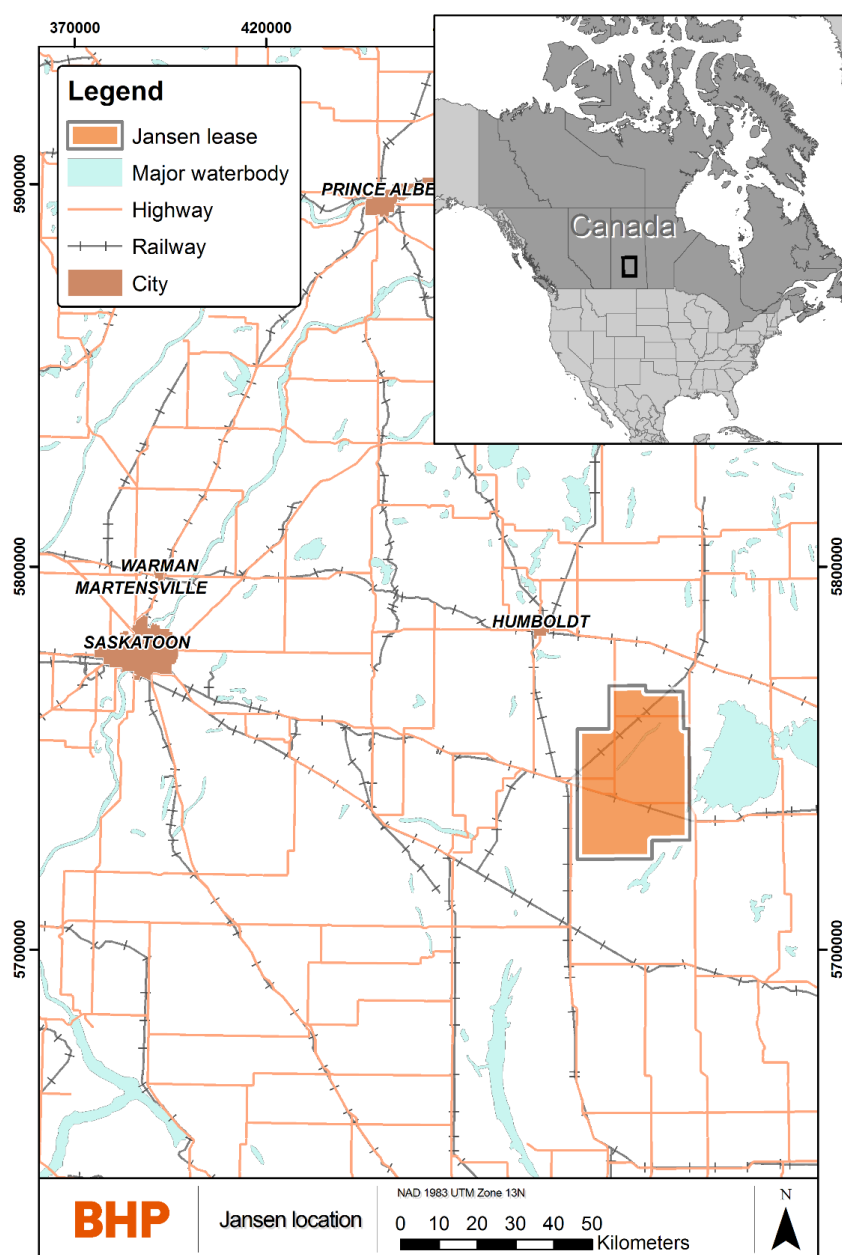 370000
420000
Legend
Jansen lease
Major waterbody
Highway
Railway
City
Canada
5900000
PRINCE ALBE
5800000
5800000
WARMAN
MARTENSVILLE
HUMBOLDT
SASKATOON
5700000
5700000
BHP
Jansen location
NAD 1983 UTM Zone 13N
0 10 20 30 40 50
Kilometers
N